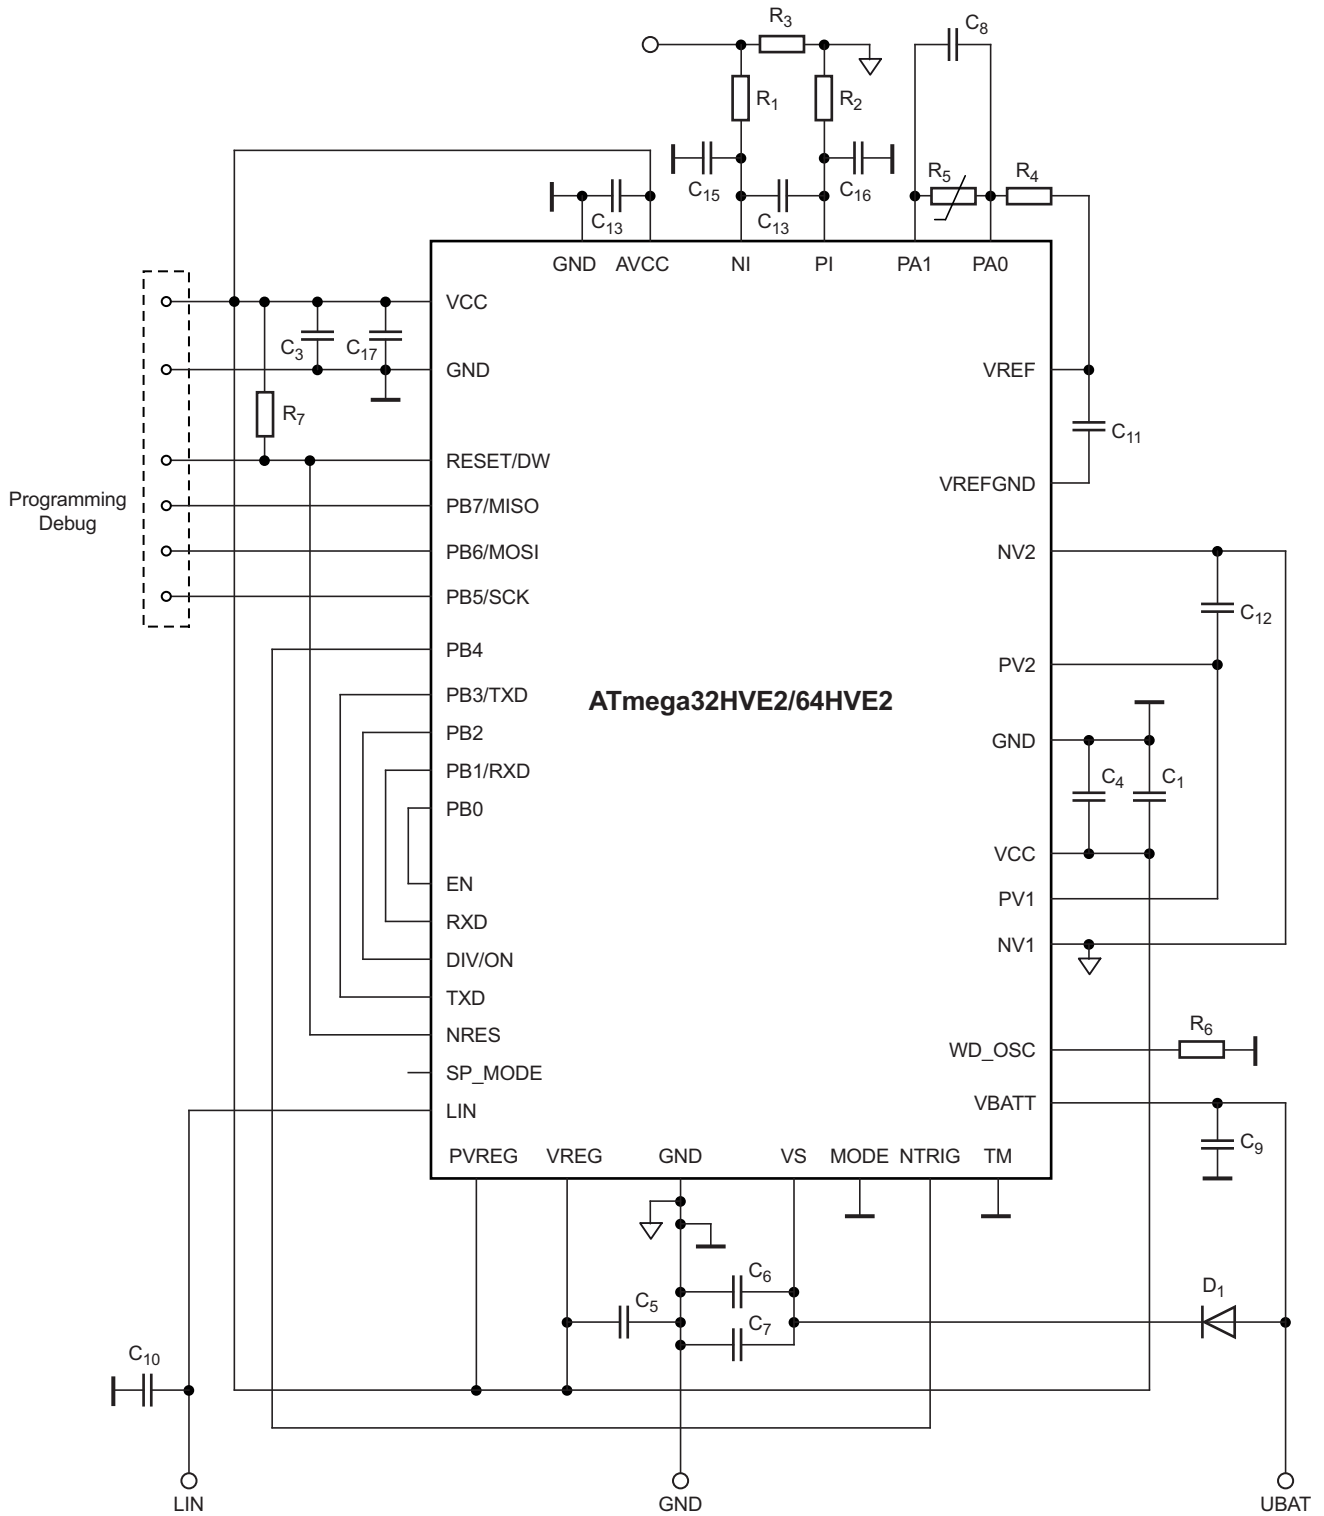 R3
C8
R1
R2
C15
C16
R5
R4
C13
C13
GND AVCC NI PI PA1 PA0
VCC
C3
C17
GND
VREF
R7
C11
RESET/DW
VREFGND
Programming
Debug
PB7/MISO
PB6/MOSI
NV2
PB5/SCK
C12
PB4
PV2
PB3/TXD
ATmega32HVE2/64HVE2
PB2
GND
PB1/RXD
C4
C1
PB0
VCC
EN
PV1
RXD
NV1
DIV/ON
TXD
NRES
R6
WD_OSC
SP_MODE
VBATT
LIN
C9
PVREG VREG GND VS MODE NTRIG TM
C6
D1
C5
C7
C10
LIN
GND
UBAT